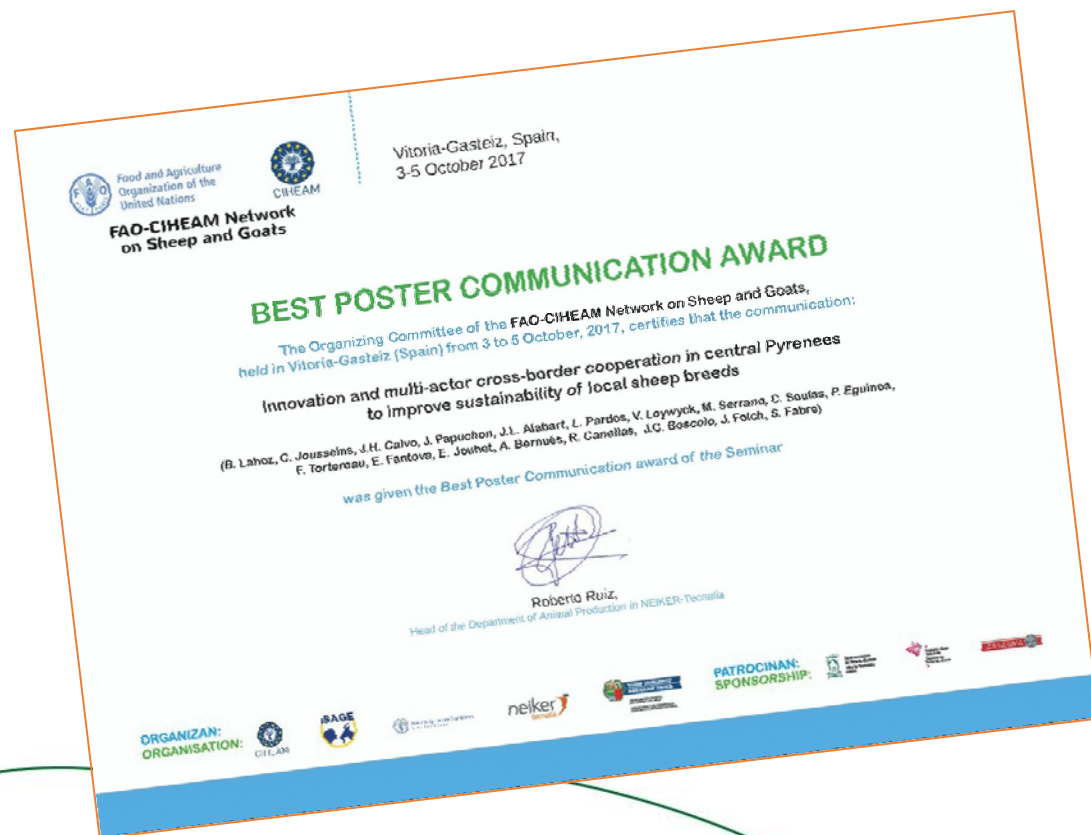 Food and Agriculture
Organization of the
United Nations
CIHEAM
FAO-CIHEAM Network
on Sheep and Goats
Vitoria-Gasteiz, Spain,
3-5 October 2017
BEST POSTER COMMUNICATION AWARD
The Organizing Committee of the FAO-CIHEAM Network on Sheep and Goats,
held in Vitoria-Gasteiz (Spain) from 3 to 5 October, 2017, certifies that the communication:
Innovation and multi-actor cross-border cooperation in central Pyrenees
to improve sustainability of local sheep breeds
(B. Lahoz, C. Jousseins, J.H. Calvo, J. Papuchon, J.L. Alabart, L. Pardos, V. Loywyck, M. Serrano, C. Soulas, P. Eguinoa,
F. Tortereau, E. Fantova, E. Jouhet, A. Bernués, R. Canellas, J.C. Boscolo, J. Folch, S. Fabre)
was given the Best Poster Communication award of the Seminar
Roberto Ruiz,
Head of the Department of Animal Production in NEIKER-Tecnalia
ORGANIZAN:
ORGANISATION:
CIHEAM
iSAGE
neiker
tecnalia
PATROCINAN:
SPONSORSHIP: